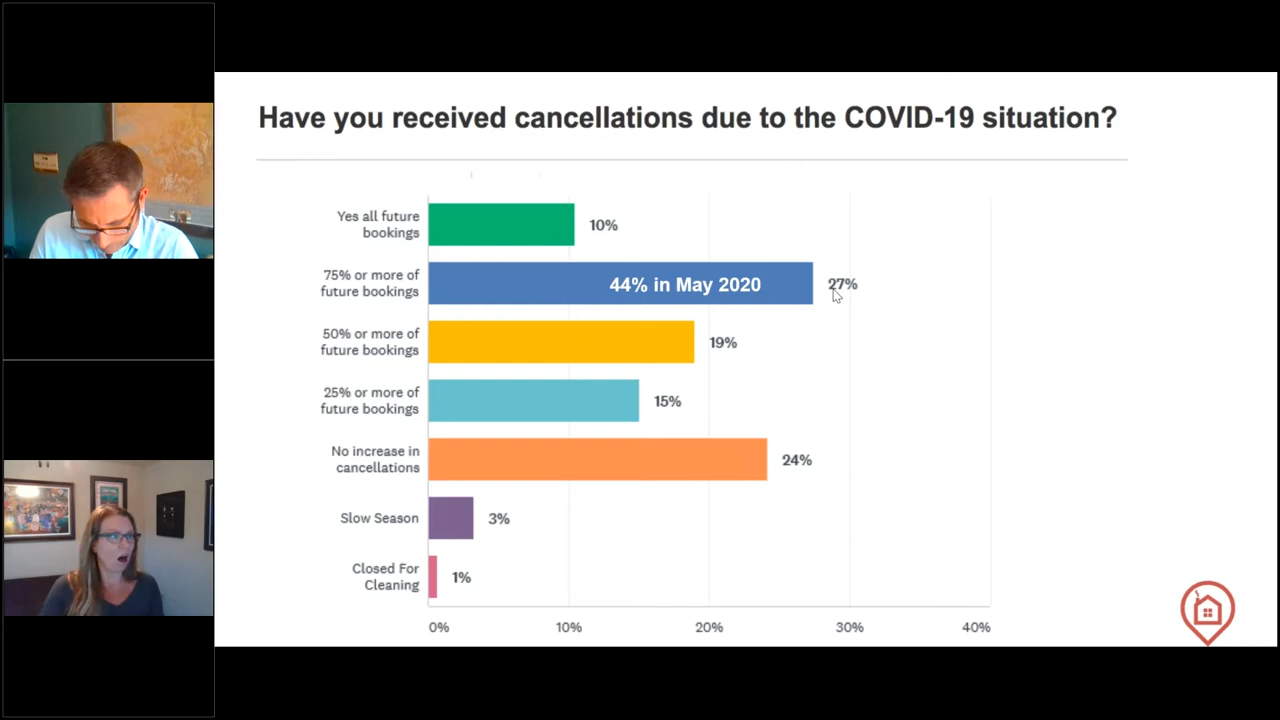 Have you received cancellations due to the COVID-19 situation?
Yes all future
bookings
10%
75% or more of
future bookings
44% in May 2020
27%
50% or more of
future bookings
19%
25% or more of
future bookings
15%
No increase in
cancellations
24%
Slow Season
3%
Closed For
Cleaning
1%
0%
10%
20%
30%
40%